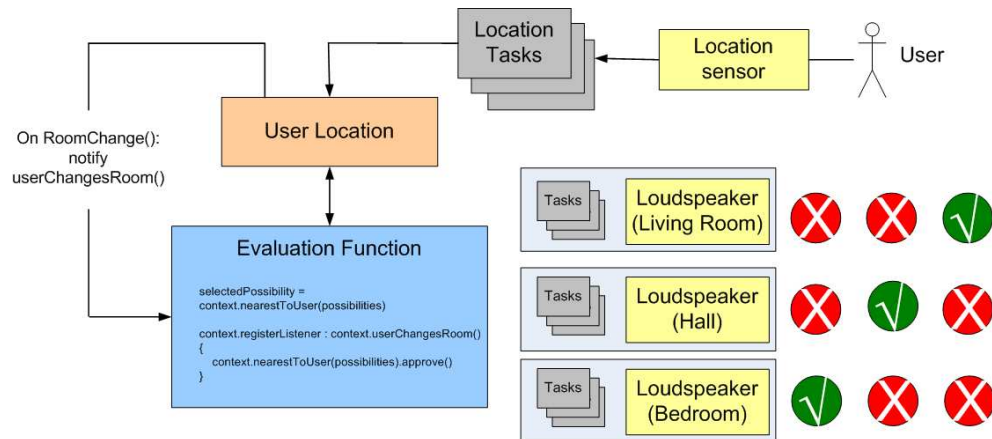 Location
Tasks
Location
sensor
User
User Location
On RoomChange():
notify
userChangesRoom()
Evaluation Function
selectedPossibility =
context.nearestToUser(possibilities)
context.registerListener : context.userChangesRoom()
{
context.nearestToUser(possibilities).approve()
}
Tasks
Loudspeaker
(Living Room)
X X √
Tasks
Loudspeaker
(Hall)
X √ X
Tasks
Loudspeaker
(Bedroom)
√ X X